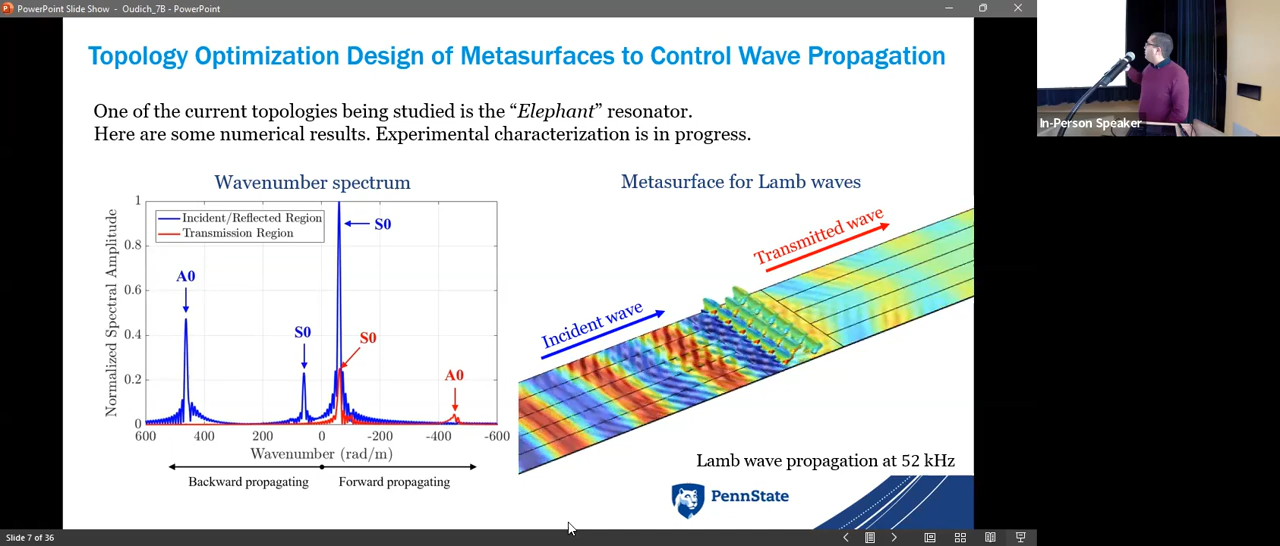 PowerPoint Slide Show - Oudich_7B - PowerPoint
Topology Optimization Design of Metasurfaces to Control Wave Propagation
One of the current topologies being studied is the “Elephant” resonator.
Here are some numerical results. Experimental characterization is in progress.
Wavenumber spectrum
Incident/Reflected Region
Transmission Region
Normalized Spectral Amplitude
1
0.8
0.6
0.4
0.2
0
A0
S0
S0
S0
A0
600 400 200 0 -200 -400 -600
Wavenumber (rad/m)
Backward propagating
Forward propagating
Metasurface for Lamb waves
Incident wave
Transmitted wave
Lamb wave propagation at 52 kHz
PennState
In-Person Speaker
Slide 7 of 36